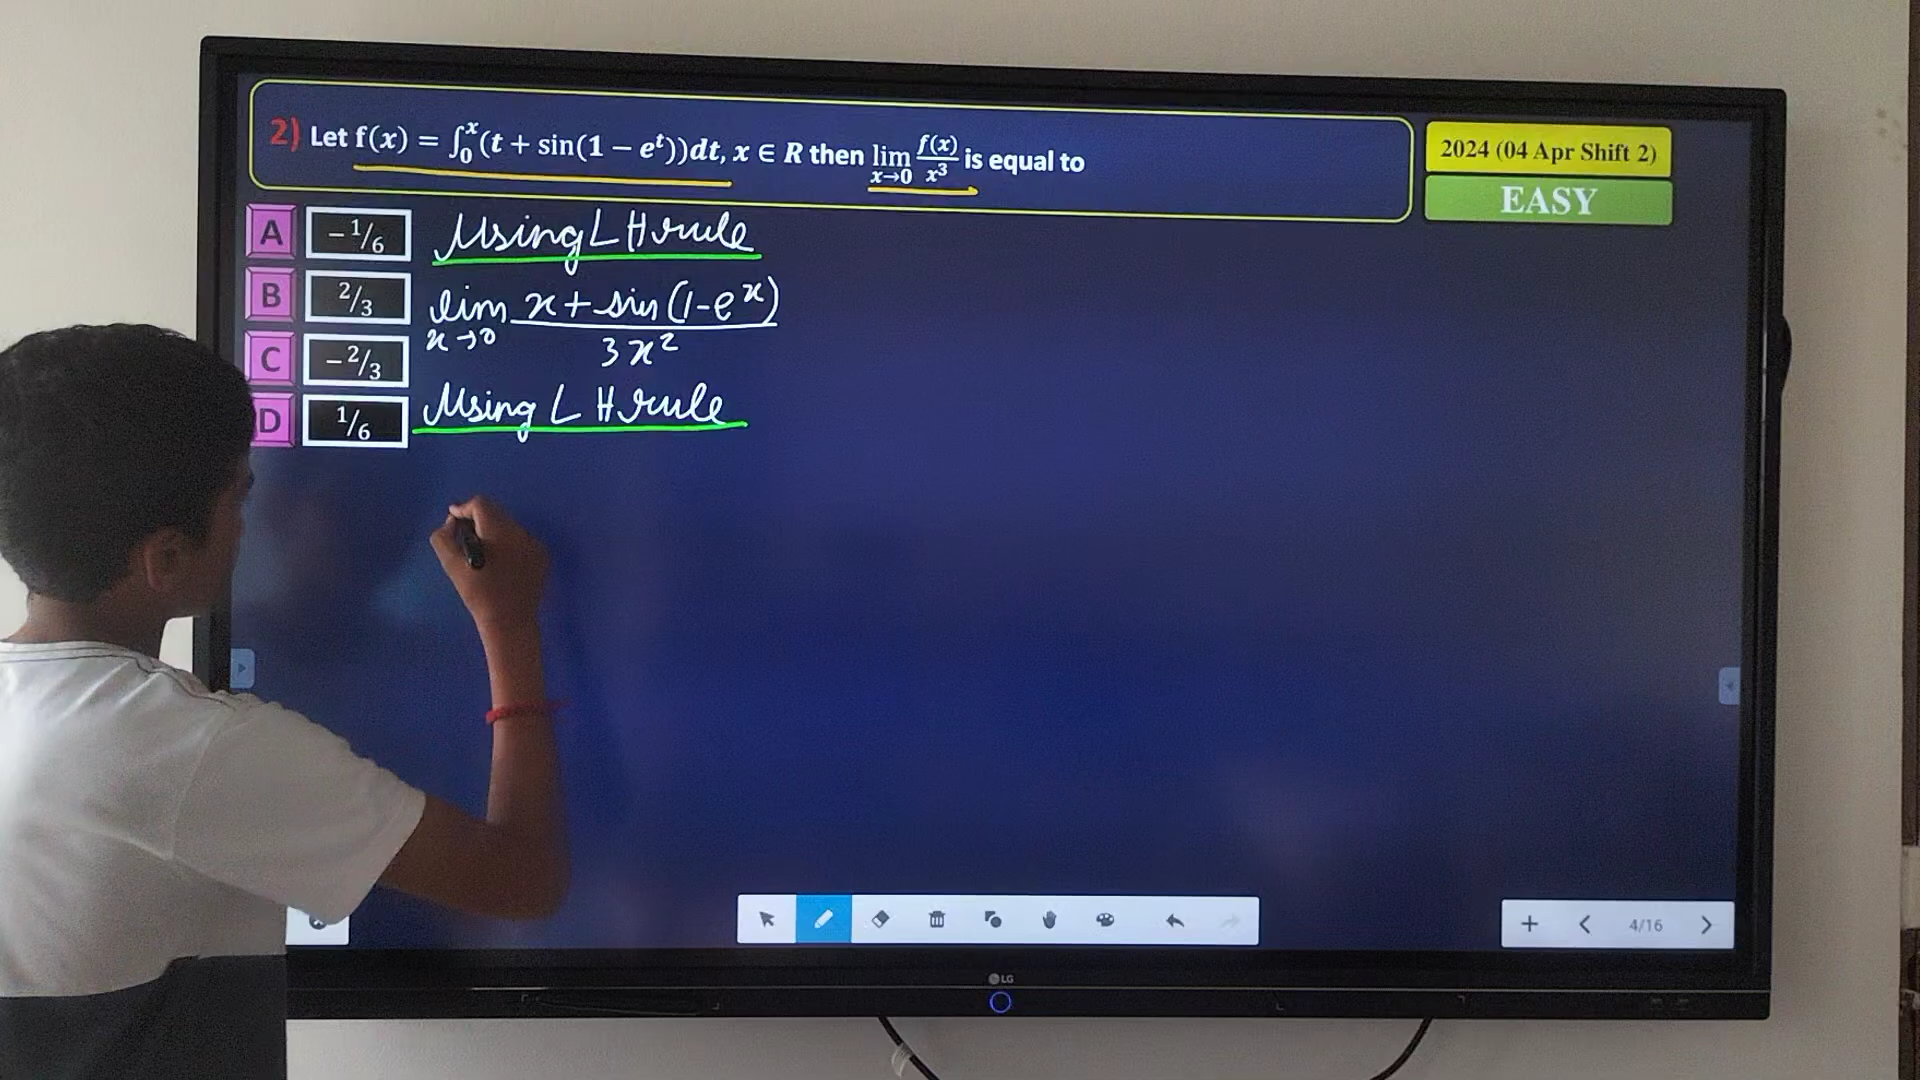 2) Let f(x) = ∫₀ˣ(t + sin(1 − eᵗ))dt, x ∈ R then lim x→0 f(x)/x³ is equal to
2024 (04 Apr Shift 2)
EASY
A −1/6
B 2/3
C −2/3
D 1/6
Using L H rule
lim x→0 x + sin(1-eˣ) / 3x²
Using L H rule
4/16
LG